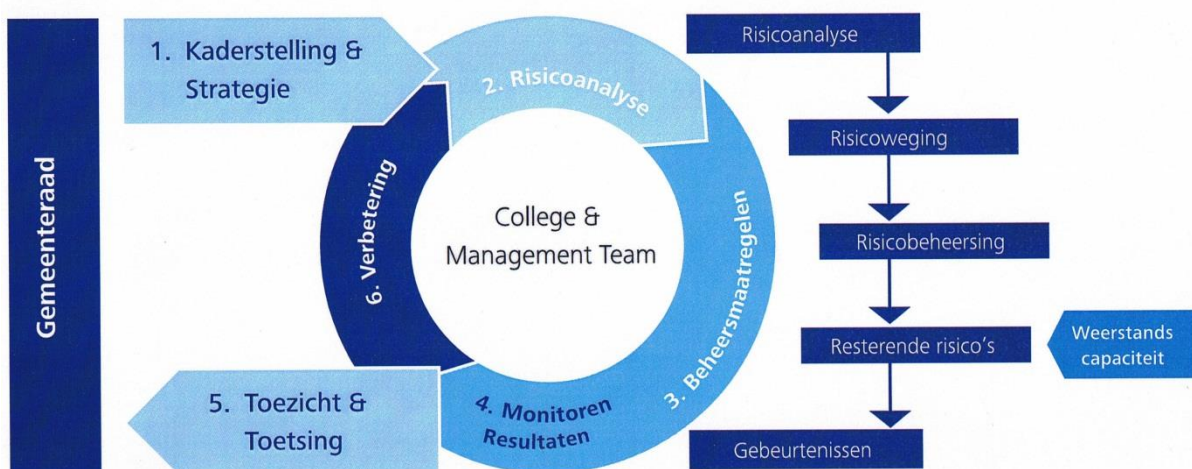 Gemeenteraad
1. Kaderstelling &
Strategie
2. Risicoanalyse
3. Beheersmaatregelen
4. Monitoren
Resultaten
5. Toezicht &
Toetsing
6. Verbetering
College &
Management Team
Risicoanalyse
Risicoweging
Risicobeheersing
Resterende risico's
Weerstands
capaciteit
Gebeurtenissen